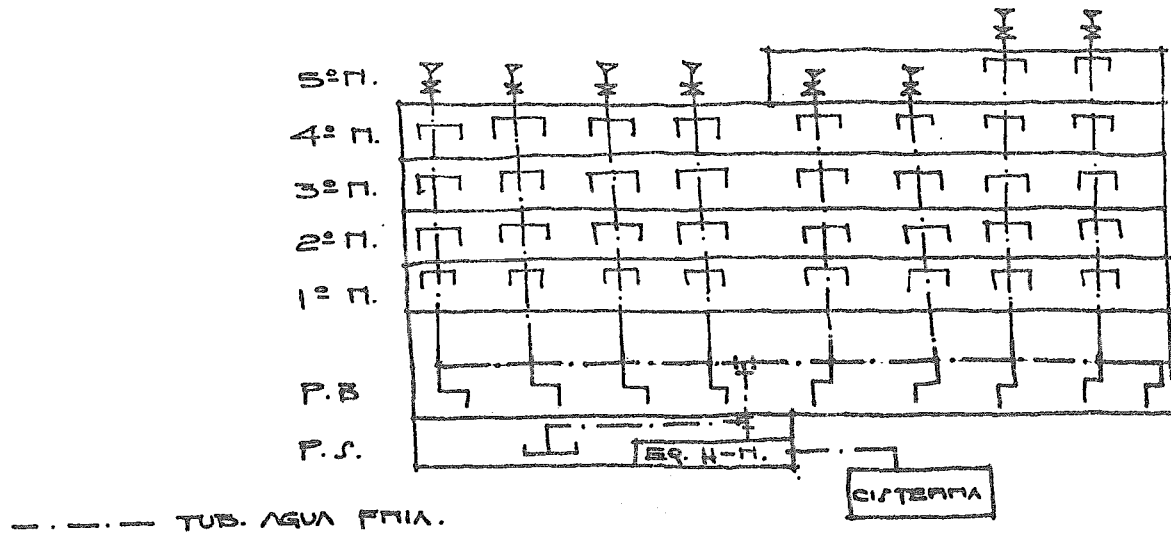 5º N.
4º N.
3º N.
2º N.
1º N.
P.B
P.S.
EQ. H-N.
CISTERNA
TUB. AGUA FRIA.